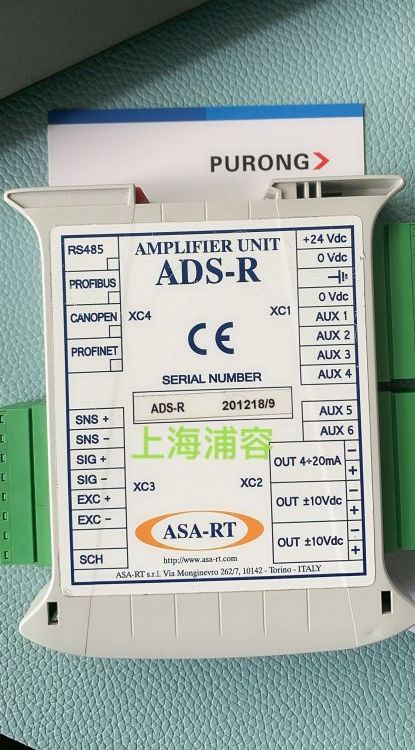 PURONG
RS485
PROFIBUS
CANOPEN
PROFINET
AMPLIFIER UNIT
ADS-R
XC4
XC1
+24 Vdc
0 Vdc
0 Vdc
AUX 1
AUX 2
AUX 3
AUX 4
CE
SERIAL NUMBER
ADS-R 201218/9
上海浦容
AUX 5
AUX 6
SNS +
SNS -
SIG +
SIG -
EXC +
EXC -
SCH
XC3
XC2
OUT 4÷20mA - +
OUT ±10Vdc - +
OUT ±10Vdc - +
ASA-RT
http://www.asa-rt.com
ASA-RT s.r.l. Via Monginevro 262/7, 10142 - Torino - ITALY